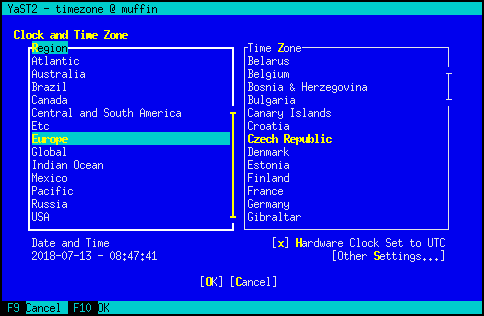 YaST2 - timezone @ muffin
Clock and Time Zone
Region
Atlantic
Australia
Brazil
Canada
Central and South America
Etc
Europe
Global
Indian Ocean
Mexico
Pacific
Russia
USA
Time Zone
Belarus
Belgium
Bosnia & Herzegovina
Bulgaria
Canary Islands
Croatia
Czech Republic
Denmark
Estonia
Finland
France
Germany
Gibraltar
Date and Time
2018-07-13 - 08:47:41
[x] Hardware Clock Set to UTC
[Other Settings...]
[OK] [Cancel]
F9 Cancel F10 OK